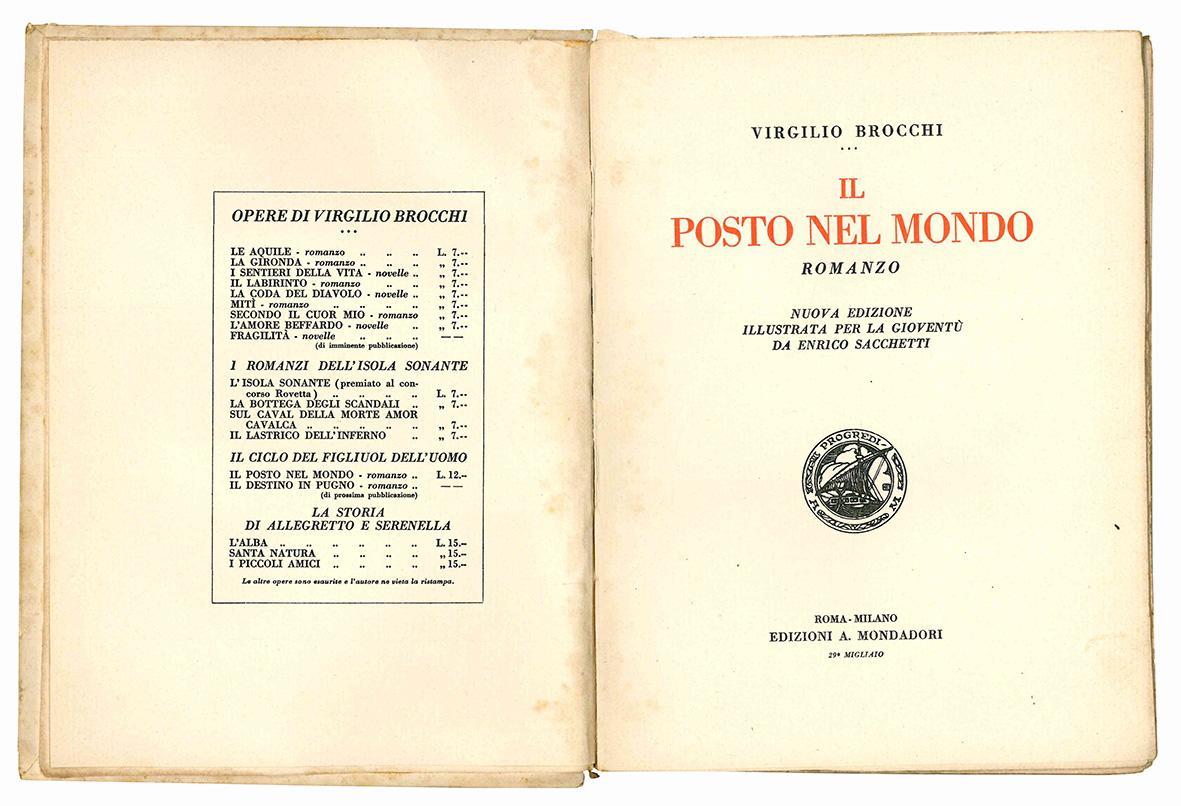 OPERE DI VIRGILIO BROCCHI
•••
LE AQUILE - romanzo .. .. .. L. 7.--
LA GIRONDA - romanzo .. .. .. „ 7.--
I SENTIERI DELLA VITA - novelle .. „ 7.--
IL LABIRINTO - romanzo .. .. „ 7.--
LA CODA DEL DIAVOLO - novelle .. „ 7.--
MITÌ - romanzo .. .. .. .. „ 7.--
SECONDO IL CUOR MIO - romanzo „ 7.--
L'AMORE BEFFARDO - novelle .. „ 7.--
FRAGILITÀ - novelle .. .. .. — —
(di imminente pubblicazione)
I ROMANZI DELL'ISOLA SONANTE
L'ISOLA SONANTE (premiato al con-
corso Rovetta) .. .. .. .. L. 7.--
LA BOTTEGA DEGLI SCANDALI .. „ 7.--
SUL CAVAL DELLA MORTE AMOR
CAVALCA .. .. .. .. .. „ 7.--
IL LASTRICO DELL'INFERNO .. „ 7.--
IL CICLO DEL FIGLIUOL DELL'UOMO
IL POSTO NEL MONDO - romanzo .. L. 12.-
IL DESTINO IN PUGNO - romanzo .. — —
(di prossima pubblicazione)
LA STORIA
DI ALLEGRETTO E SERENELLA
L'ALBA .. .. .. .. .. .. L. 15.-
SANTA NATURA .. .. .. .. „ 15.-
I PICCOLI AMICI .. .. .. .. „ 15.-
Le altre opere sono esaurite e l'autore ne vieta la ristampa.
VIRGILIO BROCCHI
•••
IL
POSTO NEL MONDO
ROMANZO
NUOVA EDIZIONE
ILLUSTRATA PER LA GIOVENTÙ
DA ENRICO SACCHETTI
PROGREDI
A M
ROMA - MILANO
EDIZIONI A. MONDADORI
29° MIGLIAIO